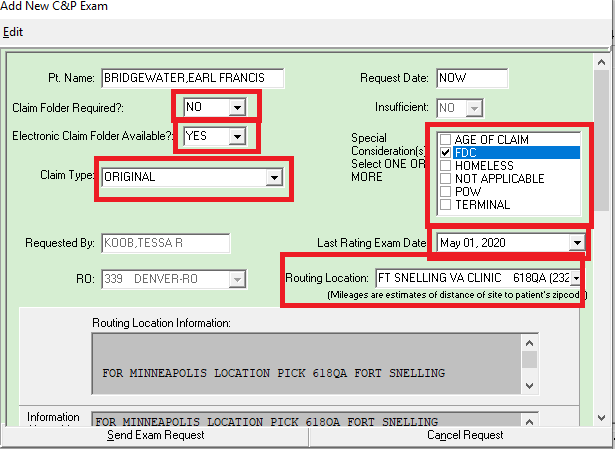 Add New C&P Exam
Edit
Pt. Name: BRIDGEWATER,EARL FRANCIS
Request Date: NOW
Claim Folder Required?: NO
Insufficient: NO
Electronic Claim Folder Available?: YES
Special
Consideration(s)
Select ONE OR
MORE
AGE OF CLAIM
FDC
HOMELESS
NOT APPLICABLE
POW
TERMINAL
Claim Type: ORIGINAL
Requested By: KOOB,TESSA R
Last Rating Exam Date: May 01, 2020
RO: 339 DENVER-RO
Routing Location: FT SNELLING VA CLINIC 618QA (232
(Mileages are estimates of distance of site to patient's zipcode)
Routing Location Information:
FOR MINNEAPOLIS LOCATION PICK 618QA FORT SNELLING
Information
FOR MINNEAPOLIS LOCATION PICK 618QA FORT SNELLING
Send Exam Request
Cancel Request